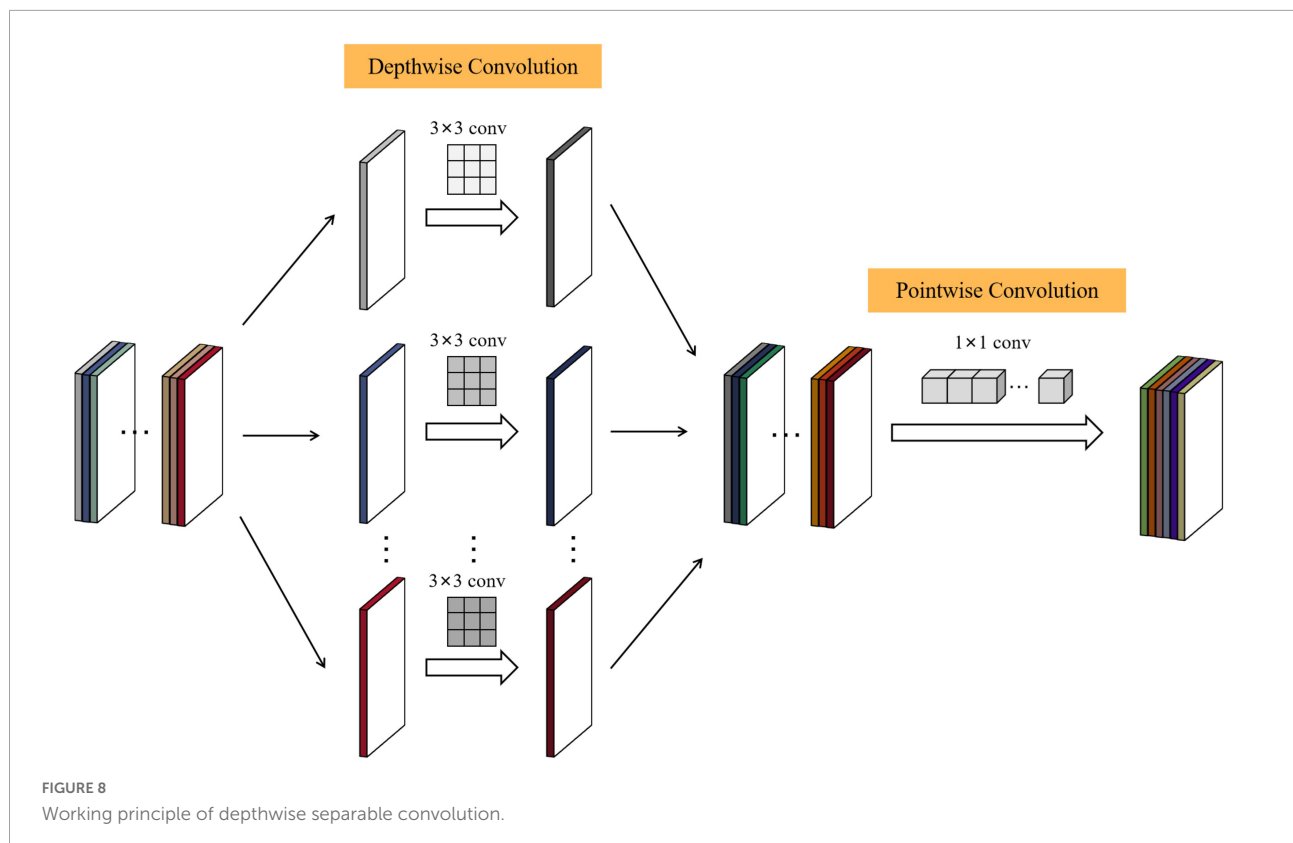 Depthwise Convolution
3×3 conv
3×3 conv
3×3 conv
Pointwise Convolution
1×1 conv
FIGURE 8
Working principle of depthwise separable convolution.